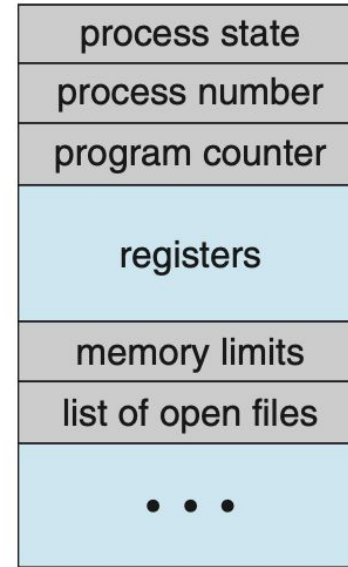 process state
process number
program counter
registers
memory limits
list of open files
• • •